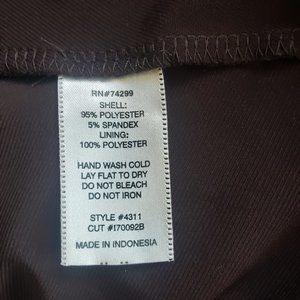 RN#74299
SHELL:
95% POLYESTER
5% SPANDEX
LINING:
100% POLYESTER
HAND WASH COLD
LAY FLAT TO DRY
DO NOT BLEACH
DO NOT IRON
STYLE #4311
CUT #I70092B
MADE IN INDONESIA